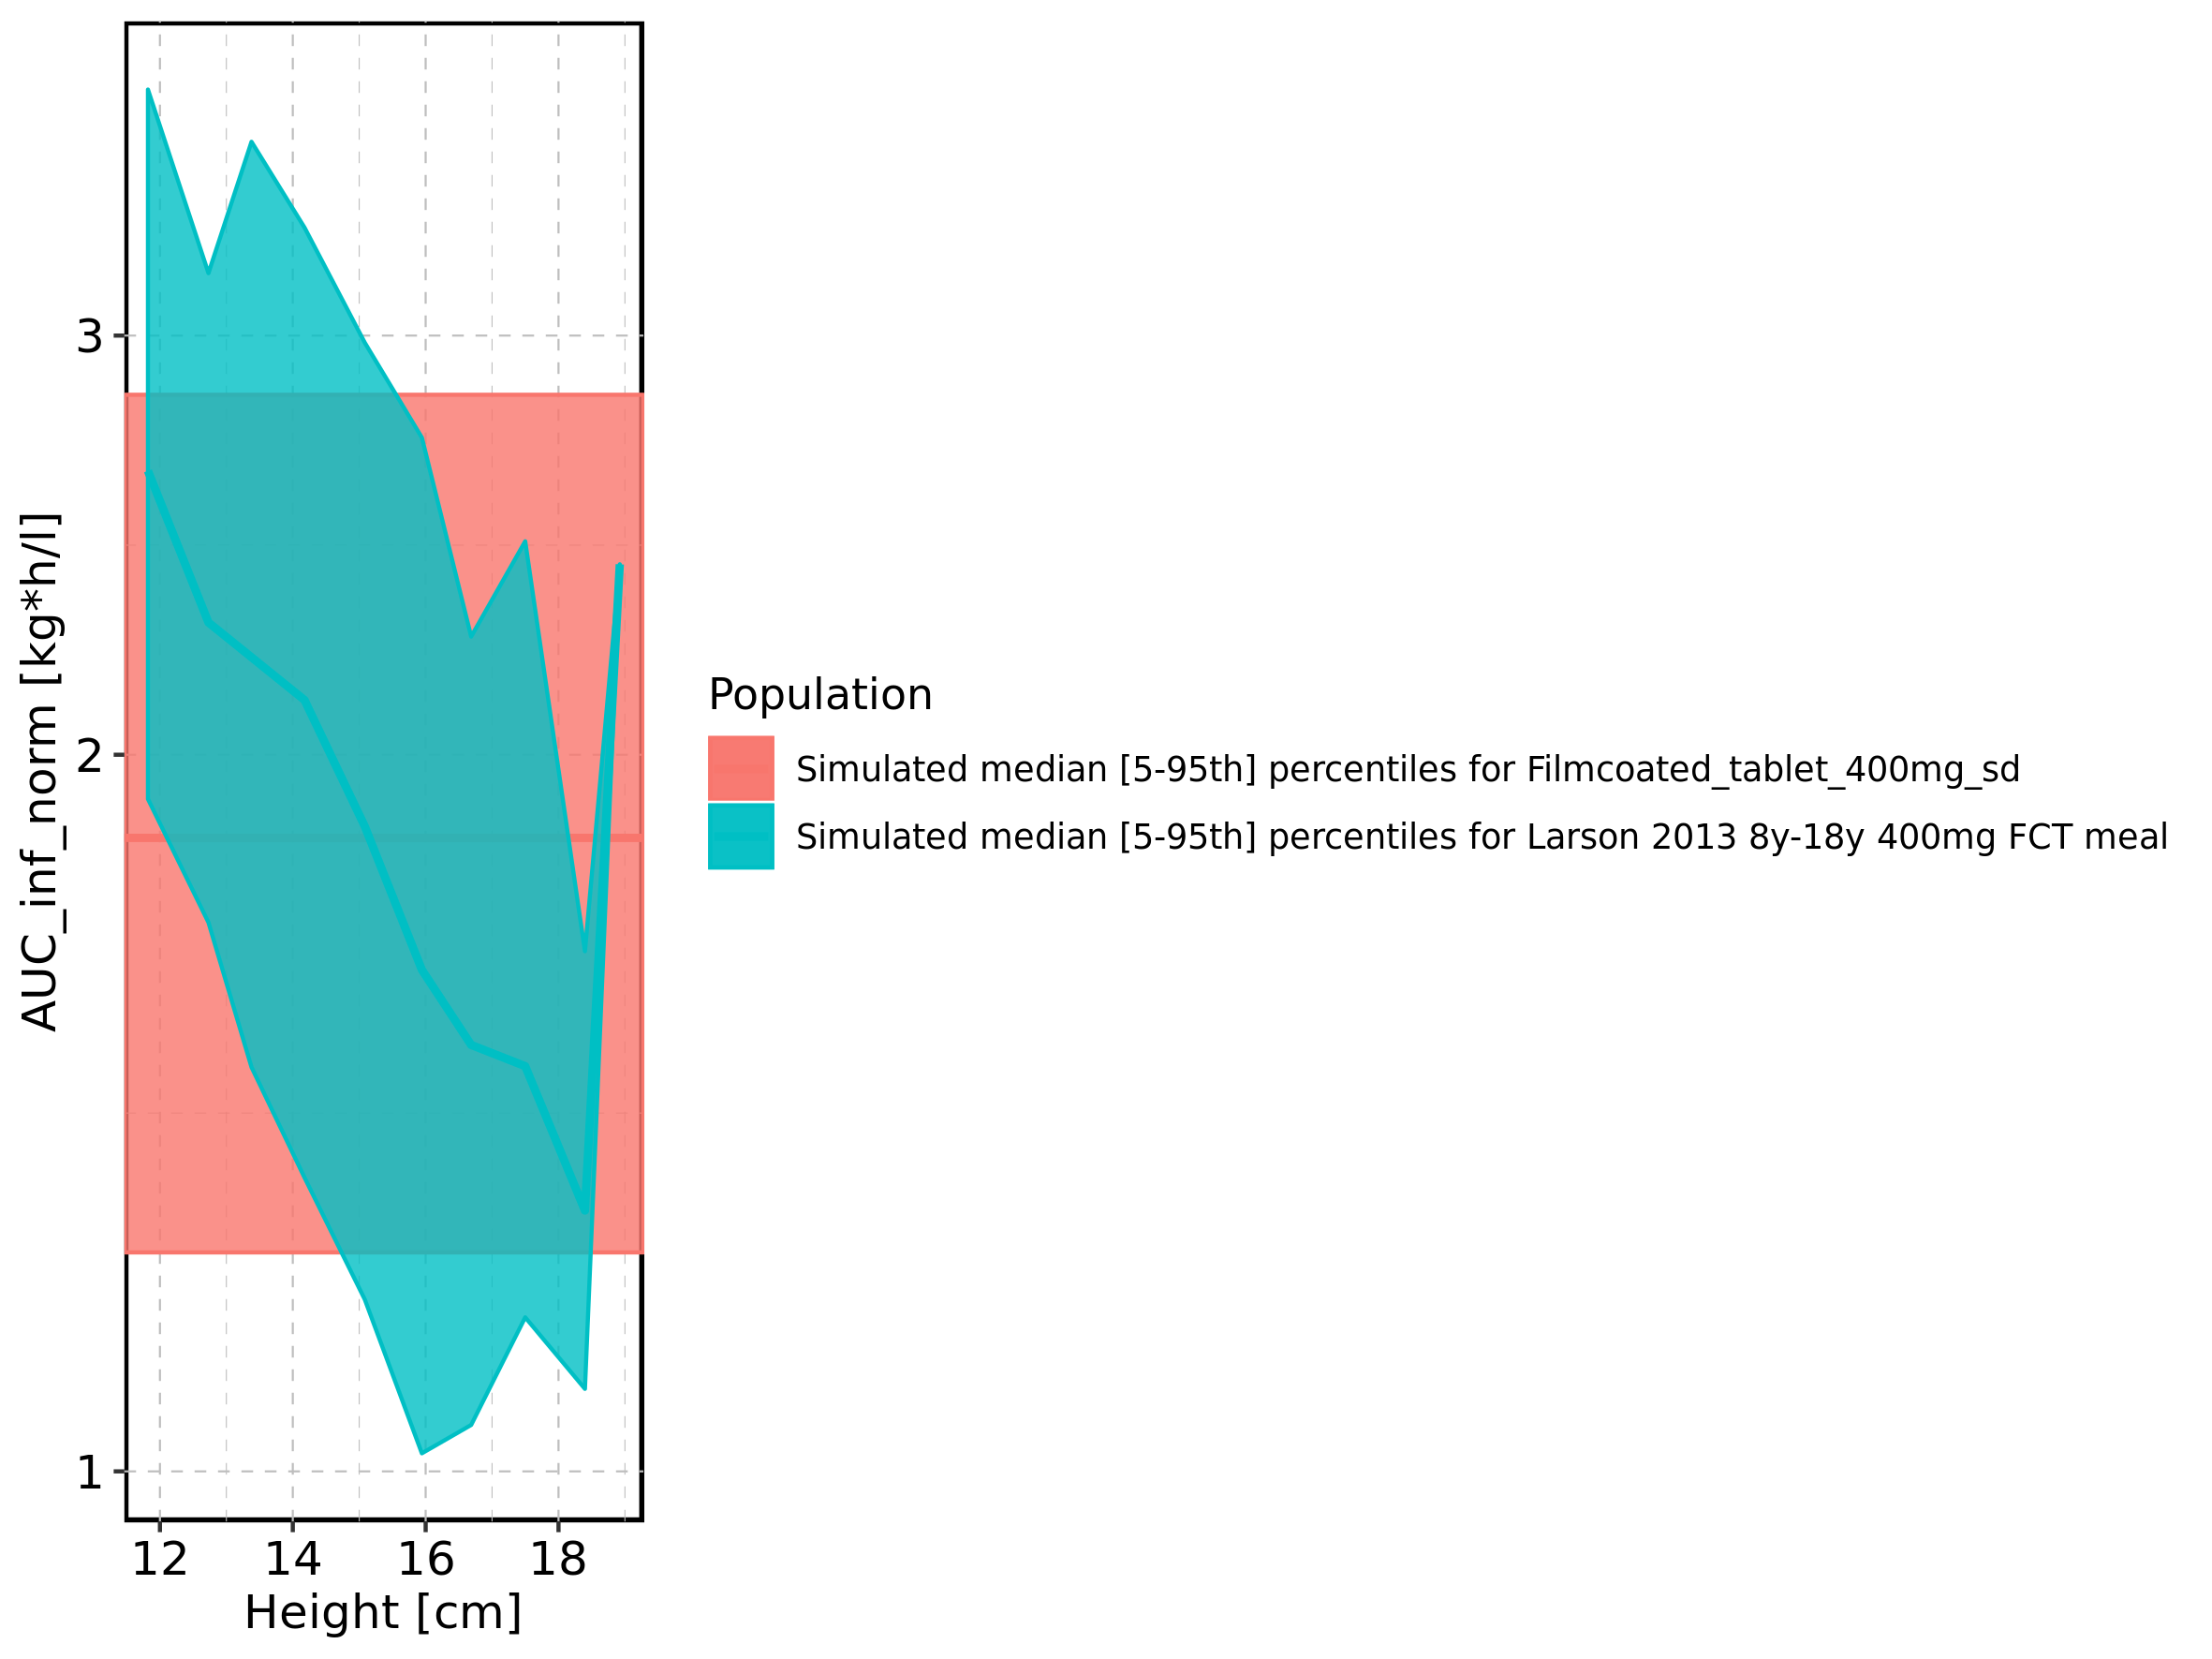 3
2
1
AUC_inf_norm [kg*h/l]
12 14 16 18
Height [cm]
Population
Simulated median [5-95th] percentiles for Filmcoated_tablet_400mg_sd
Simulated median [5-95th] percentiles for Larson 2013 8y-18y 400mg FCT meal